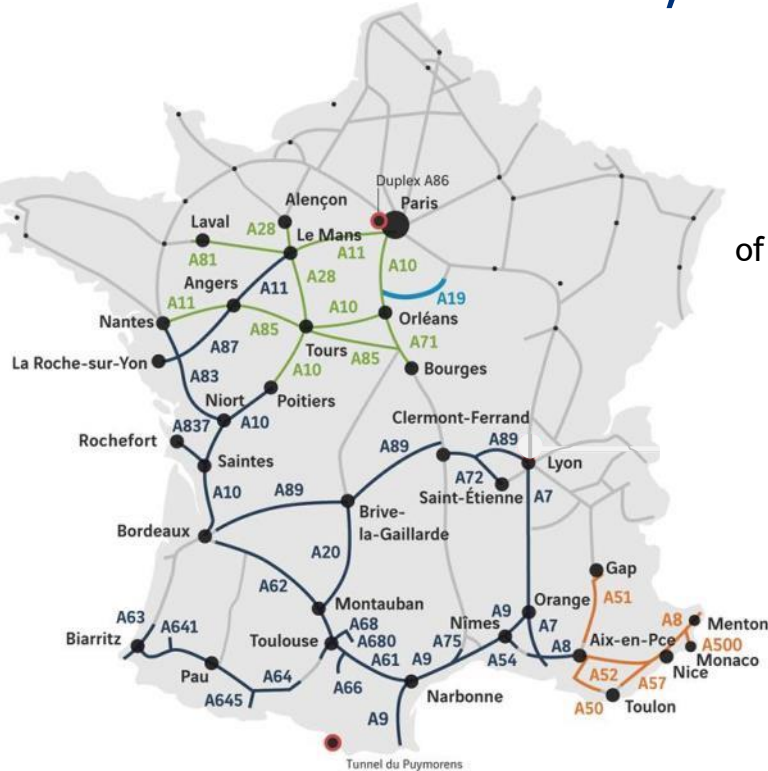 Duplex A86
Paris
Alençon
Laval
A28
Le Mans
A11
A81
A10
of
Angers
A11
A28
A19
A11
A10
Nantes
Orléans
A85
A87
Tours
A85
A71
La Roche-sur-Yon
A10
Bourges
A83
Niort
Poitiers
A837
A10
Clermont-Ferrand
Rochefort
A89
A89
Saintes
Lyon
A72
Saint-Étienne
A10
A89
A7
Brive-
la-Gaillarde
Bordeaux
A20
Gap
A62
A51
Montauban
A9
Orange
A63
A68
Nîmes
A7
A8
Menton
A641
Toulouse
A680
A75
Aix-en-Pce
A500
Biarritz
A61
A9
A54
A8
Monaco
Pau
A64
A66
A52
A57
Nice
A645
Narbonne
A50
Toulon
A9
Tunnel du Puymorens